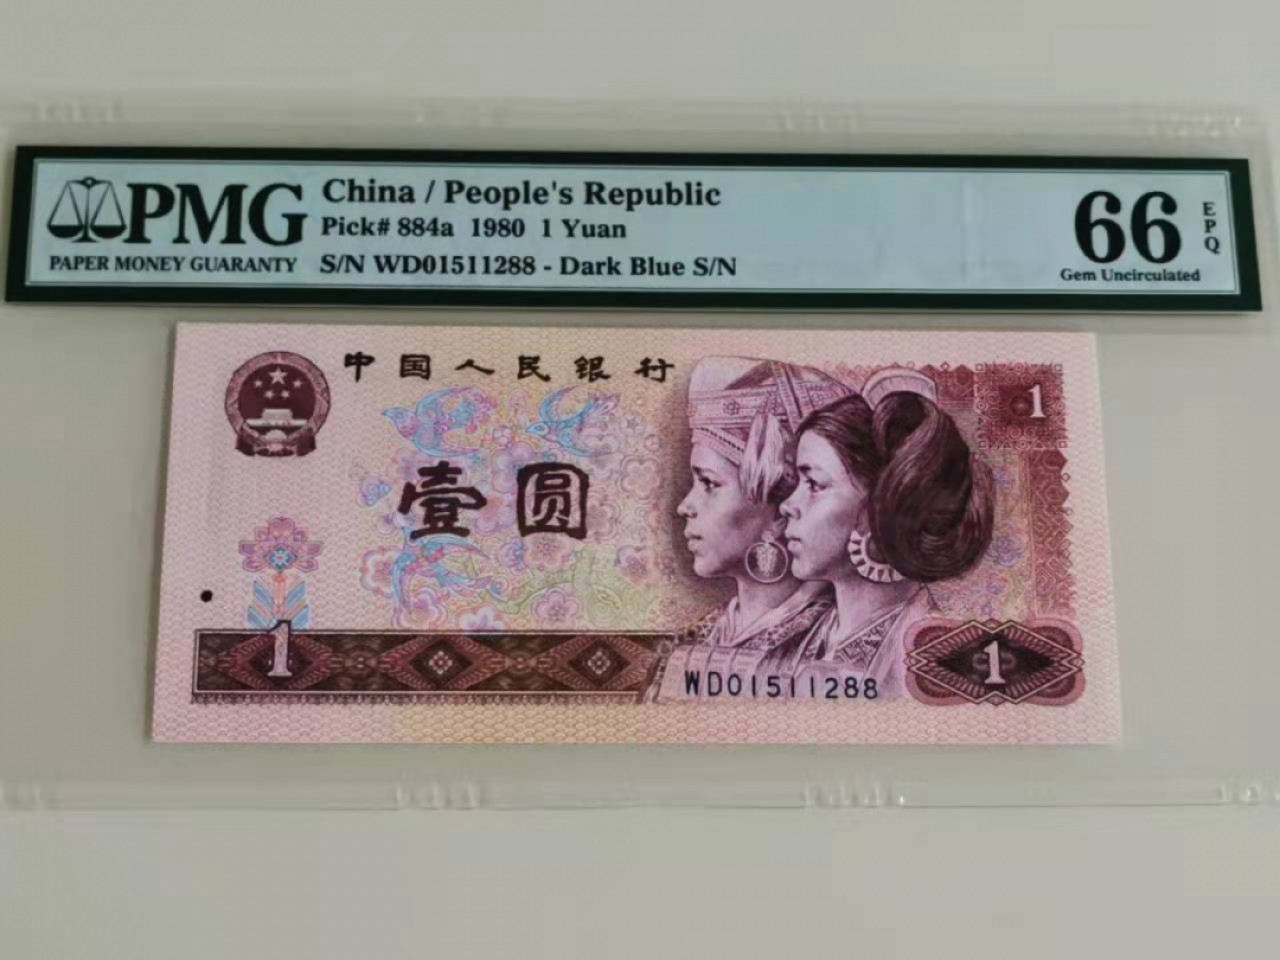 PMG
PAPER MONEY GUARANTY
China / People's Republic
Pick# 884a 1980 1 Yuan
S/N WD01511288 - Dark Blue S/N
66
EPQ
Gem Uncirculated
中国人民银行
1
壹圆
1
WD01511288
1